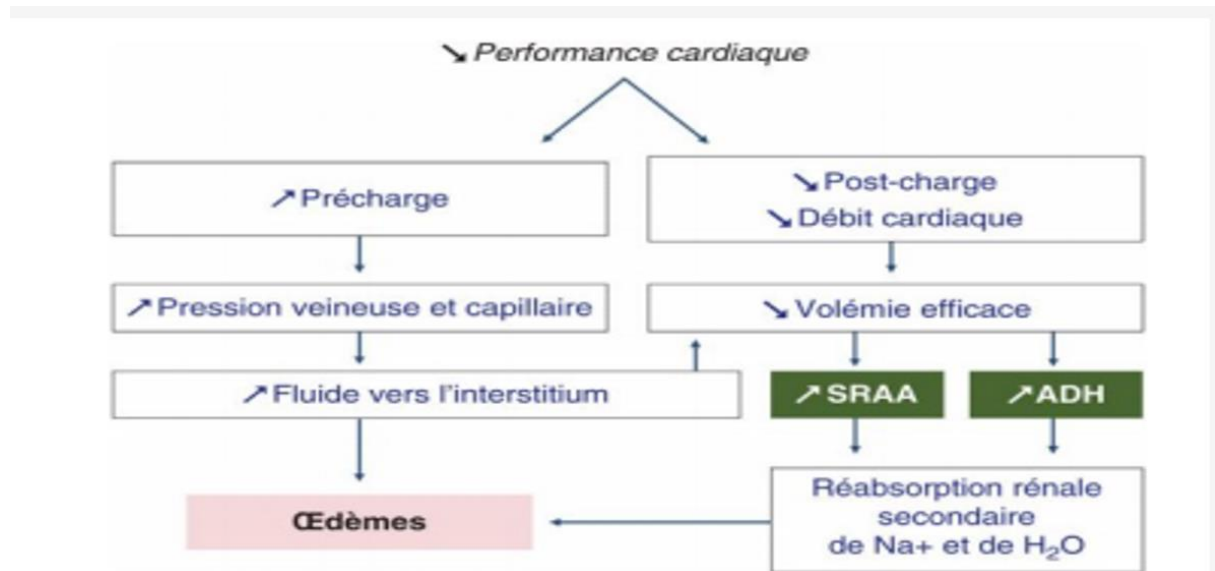 ↘ Performance cardiaque
↗ Précharge
↘ Post-charge
↘ Débit cardiaque
↗ Pression veineuse et capillaire
↘ Volémie efficace
↗ Fluide vers l'interstitium
↗ SRAA
↗ ADH
Œdèmes
Réabsorption rénale
secondaire
de Na+ et de H₂O